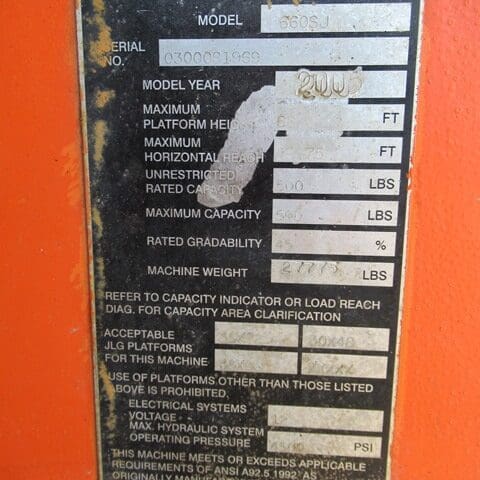 MODEL 660SJ
SERIAL
NO. 0300081969
MODEL YEAR
MAXIMUM
PLATFORM HEIGHT FT
MAXIMUM
HORIZONTAL REACH FT
UNRESTRICTED
RATED CAPACITY 500 LBS
MAXIMUM CAPACITY LBS
RATED GRADABILITY 45 %
MACHINE WEIGHT 27775 LBS
REFER TO CAPACITY INDICATOR OR LOAD REACH
DIAG. FOR CAPACITY AREA CLARIFICATION
ACCEPTABLE
JLG PLATFORMS
FOR THIS MACHINE
USE OF PLATFORMS OTHER THAN THOSE LISTED
ABOVE IS PROHIBITED,
ELECTRICAL SYSTEMS
VOLTAGE
MAX. HYDRAULIC SYSTEM
OPERATING PRESSURE PSI
THIS MACHINE MEETS OR EXCEEDS APPLICABLE
REQUIREMENTS OF ANSI A92.5 1992 AS
ORIGINALLY MANUFACTURED